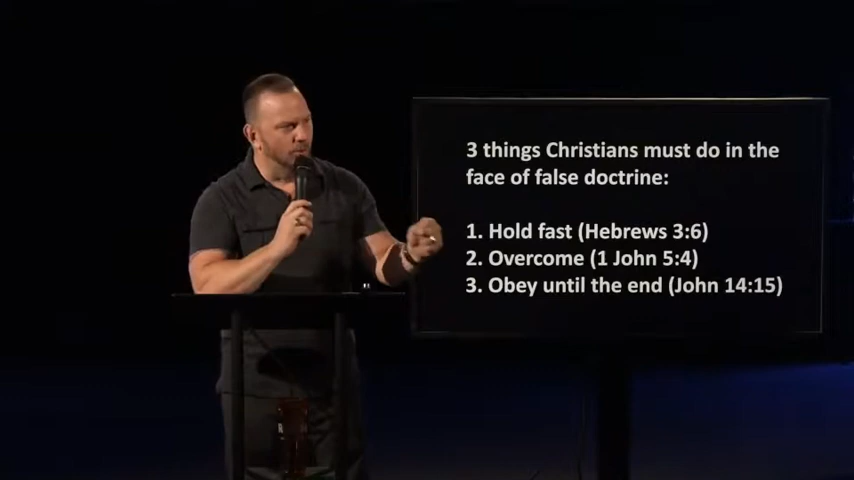 3 things Christians must do in the
face of false doctrine:
1. Hold fast (Hebrews 3:6)
2. Overcome (1 John 5:4)
3. Obey until the end (John 14:15)